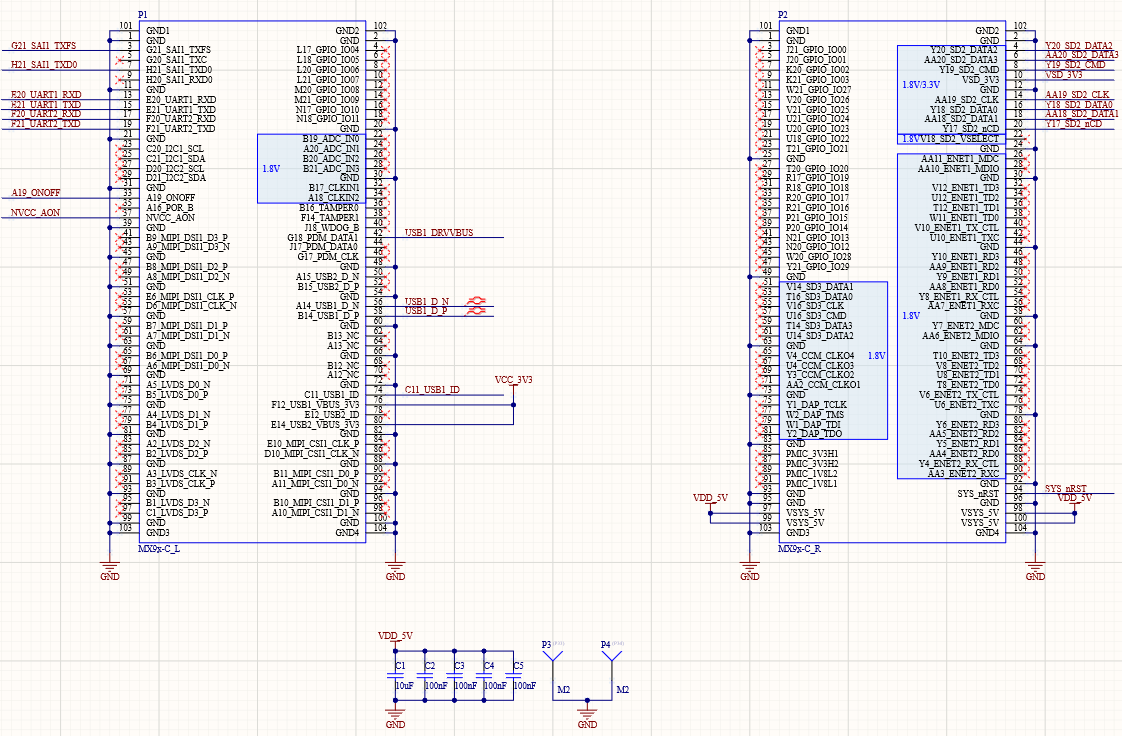 P1
101 GND1 GND2 102
1 GND GND 2
G21_SAI1_TXFS 3 G21_SAI1_TXFS L17_GPIO_IO04 4
5 G20_SAI1_TXC L18_GPIO_IO05 6
H21_SAI1_TXD0 7 H21_SAI1_TXD0 L20_GPIO_IO06 8
9 H20_SAI1_RXD0 L21_GPIO_IO07 10
11 GND M20_GPIO_IO08 12
E20_UART1_RXD 13 E20_UART1_RXD M21_GPIO_IO09 14
E21_UART1_TXD 15 E21_UART1_TXD N17_GPIO_IO10 16
F20_UART2_RXD 17 F20_UART2_RXD N18_GPIO_IO11 18
F21_UART2_TXD 19 F21_UART2_TXD GND 20
21 GND B19_ADC_IN0 22
23 C20_I2C1_SCL A20_ADC_IN1 24
25 C21_I2C1_SDA B20_ADC_IN2 26
27 D20_I2C2_SCL B21_ADC_IN3 28
1.8V
29 D21_I2C2_SDA GND 30
31 GND B17_CLKIN1 32
A19_ONOFF 33 A19_ONOFF A18_CLKIN2 34
35 A16_POR_B B16_TAMPER0 36
NVCC_AON 37 NVCC_AON F14_TAMPER1 38
39 GND J18_WDOG_B 40
41 B9_MIPI_DSI1_D3_P G18_PDM_DATA1 42 USB1_DRVVBUS
43 A9_MIPI_DSI1_D3_N J17_PDM_DATA0 44
45 GND G17_PDM_CLK 46
47 B8_MIPI_DSI1_D2_P GND 48
49 A8_MIPI_DSI1_D2_N A15_USB2_D_N 50
51 GND B15_USB2_D_P 52
53 E6_MIPI_DSI1_CLK_P GND 54
55 D6_MIPI_DSI1_CLK_N A14_USB1_D_N 56 USB1_D_N
57 GND B14_USB1_D_P 58 USB1_D_P
59 B7_MIPI_DSI1_D1_P GND 60
61 A7_MIPI_DSI1_D1_N B13_NC 62
63 GND A13_NC 64
65 B6_MIPI_DSI1_D0_P GND 66
67 A6_MIPI_DSI1_D0_N B12_NC 68
69 GND A12_NC 70
71 A5_LVDS_D0_N GND 72
VCC_3V3
73 B5_LVDS_D0_P C11_USB1_ID 74 C11_USB1_ID
75 GND F12_USB1_VBUS_3V3 76
77 A4_LVDS_D1_N E12_USB2_ID 78
79 B4_LVDS_D1_P E14_USB2_VBUS_3V3 80
81 GND GND 82
83 A2_LVDS_D2_N E10_MIPI_CSI1_CLK_P 84
85 B2_LVDS_D2_P D10_MIPI_CSI1_CLK_N 86
87 GND GND 88
89 A3_LVDS_CLK_N B11_MIPI_CSI1_D0_P 90
91 B3_LVDS_CLK_P A11_MIPI_CSI1_D0_N 92
93 GND GND 94
95 B1_LVDS_D3_N B10_MIPI_CSI1_D1_P 96
97 C1_LVDS_D3_P A10_MIPI_CSI1_D1_N 98
99 GND GND 100
103 GND3 GND4 104
MX9x-C_L
GND GND
P2
101 GND1 GND2 102
1 GND GND 2
3 J21_GPIO_IO00 Y20_SD2_DATA2 4 Y20_SD2_DATA2
5 J20_GPIO_IO01 AA20_SD2_DATA3 6 AA20_SD2_DATA3
7 K20_GPIO_IO02 Y19_SD2_CMD 8 Y19_SD2_CMD
9 K21_GPIO_IO03 VSD_3V3 10 VSD_3V3
1.8V/3.3V
11 W21_GPIO_IO27 GND 12
13 V20_GPIO_IO26 AA19_SD2_CLK 14 AA19_SD2_CLK
15 V21_GPIO_IO25 Y18_SD2_DATA0 16 Y18_SD2_DATA0
17 U21_GPIO_IO24 AA18_SD2_DATA1 18 AA18_SD2_DATA1
19 U20_GPIO_IO23 Y17_SD2_nCD 20 Y17_SD2_nCD
21 U18_GPIO_IO22 1.8V V18_SD2_VSELECT 22
23 T21_GPIO_IO21 GND 24
25 GND AA11_ENET1_MDC 26
27 T20_GPIO_IO20 AA10_ENET1_MDIO 28
29 R17_GPIO_IO19 GND 30
31 R18_GPIO_IO18 V12_ENET1_TD3 32
33 R20_GPIO_IO17 U12_ENET1_TD2 34
35 R21_GPIO_IO16 T12_ENET1_TD1 36
37 P21_GPIO_IO15 W11_ENET1_TD0 38
39 P20_GPIO_IO14 V10_ENET1_TX_CTL 40
41 N21_GPIO_IO13 U10_ENET1_TXC 42
43 N20_GPIO_IO12 GND 44
45 W20_GPIO_IO28 Y10_ENET1_RD3 46
47 Y21_GPIO_IO29 AA9_ENET1_RD2 48
49 GND Y9_ENET1_RD1 50
51 V14_SD3_DATA1 AA8_ENET1_RD0 52
53 T16_SD3_DATA0 Y8_ENET1_RX_CTL 54
55 V16_SD3_CLK AA7_ENET1_RXC 56
57 U16_SD3_CMD 1.8V GND 58
59 T14_SD3_DATA3 Y7_ENET2_MDC 60
61 U14_SD3_DATA2 AA6_ENET2_MDIO 62
63 GND GND 64
65 V4_CCM_CLKO4 1.8V T10_ENET2_TD3 66
67 U4_CCM_CLKO3 V8_ENET2_TD2 68
69 Y3_CCM_CLKO2 U8_ENET2_TD1 70
71 AA2_CCM_CLKO1 T8_ENET2_TD0 72
73 GND V6_ENET2_TX_CTL 74
75 Y1_DAP_TCLK U6_ENET2_TXC 76
77 W2_DAP_TMS GND 78
79 W1_DAP_TDI Y6_ENET2_RD3 80
81 Y2_DAP_TDO AA5_ENET2_RD2 82
83 GND Y5_ENET2_RD1 84
85 PMIC_3V3H1 AA4_ENET2_RD0 86
87 PMIC_3V3H2 Y4_ENET2_RX_CTL 88
89 PMIC_1V8L2 AA3_ENET2_RXC 90
91 PMIC_1V8L1 GND 92
93 GND SYS_nRST 94 SYS_nRST
VDD_5V 95 GND GND 96 VDD_5V
97 VSYS_5V VSYS_5V 98
99 VSYS_5V VSYS_5V 100
103 GND3 GND4 104
MX9x-C_R
GND GND
VDD_5V
P3 P4
C1 C2 C3 C4 C5
10uF 100nF 100nF 100nF 100nF
M2 M2
GND GND